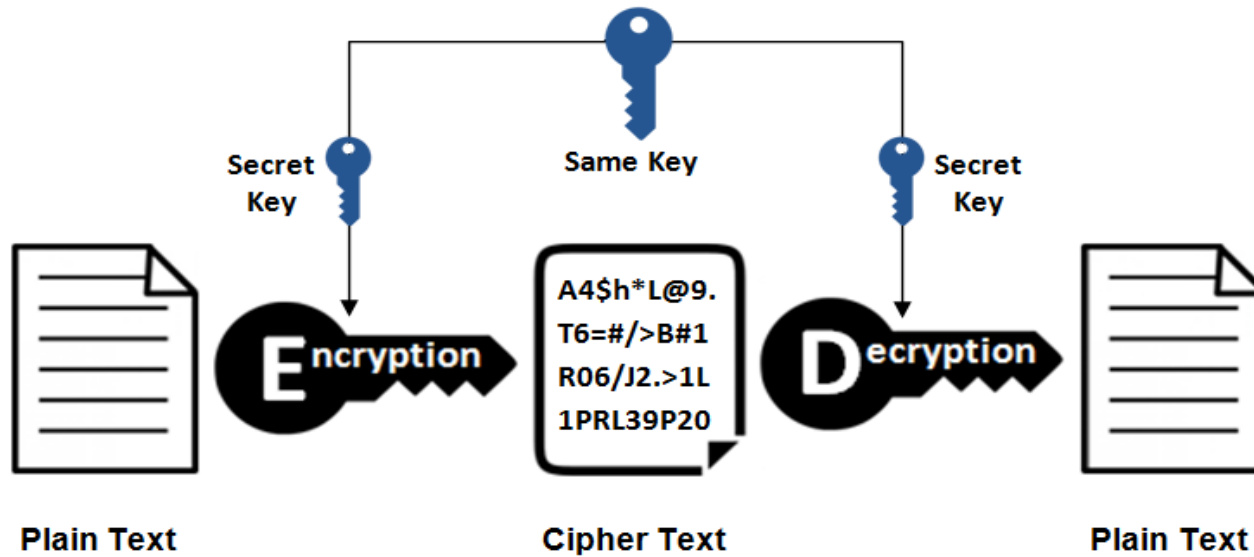 Same Key
Secret
Key
Secret
Key
Encryption
A4$h*L@9.
T6=#/>B#1
R06/J2.>1L
1PRL39P20
Decryption
Plain Text
Cipher Text
Plain Text